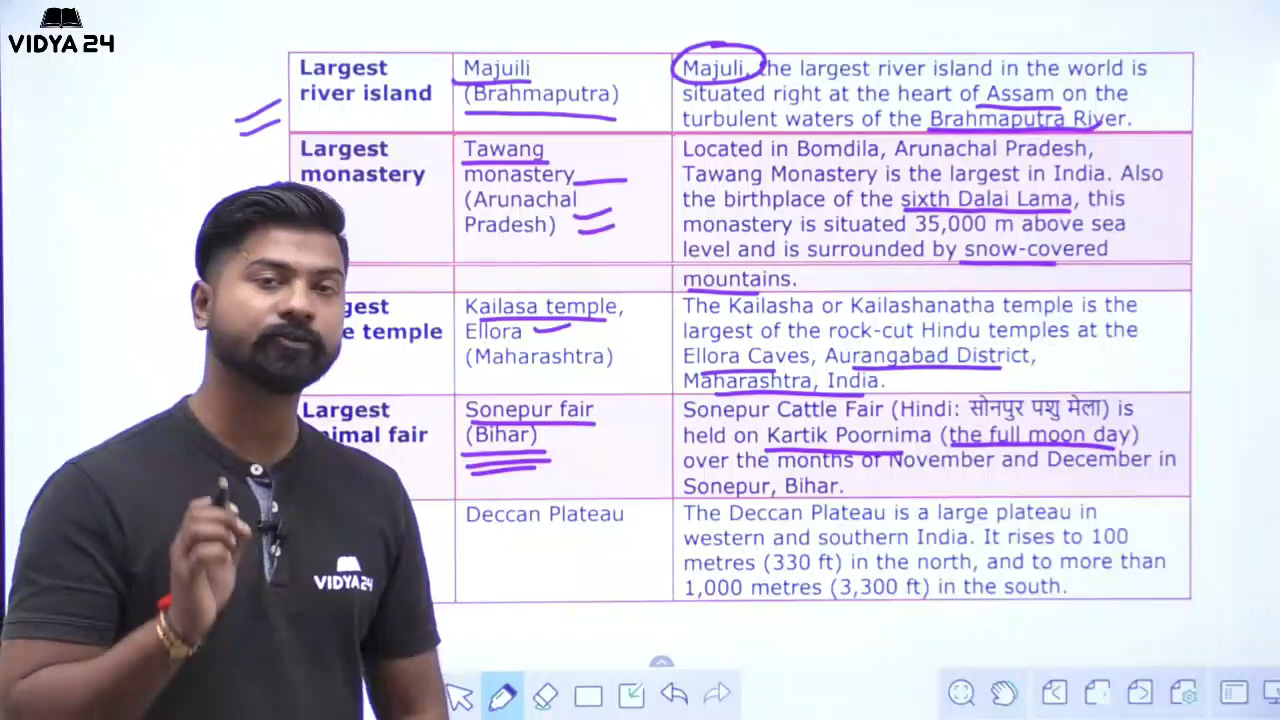 VIDYA 24
Largest
river island
Majuili
(Brahmaputra)
Majuli, the largest river island in the world is
situated right at the heart of Assam on the
turbulent waters of the Brahmaputra River.
Largest
monastery
Tawang
monastery
(Arunachal
Pradesh)
Located in Bomdila, Arunachal Pradesh,
Tawang Monastery is the largest in India. Also
the birthplace of the sixth Dalai Lama, this
monastery is situated 35,000 m above sea
level and is surrounded by snow-covered
mountains.
gest
e temple
Kailasa temple,
Ellora
(Maharashtra)
The Kailasha or Kailashanatha temple is the
largest of the rock-cut Hindu temples at the
Ellora Caves, Aurangabad District,
Maharashtra, India.
Largest
nimal fair
Sonepur fair
(Bihar)
Sonepur Cattle Fair (Hindi: सोनपुर पशु मेला) is
held on Kartik Poornima (the full moon day)
over the months of November and December in
Sonepur, Bihar.
Deccan Plateau
The Deccan Plateau is a large plateau in
western and southern India. It rises to 100
metres (330 ft) in the north, and to more than
1,000 metres (3,300 ft) in the south.
VIDYA 24